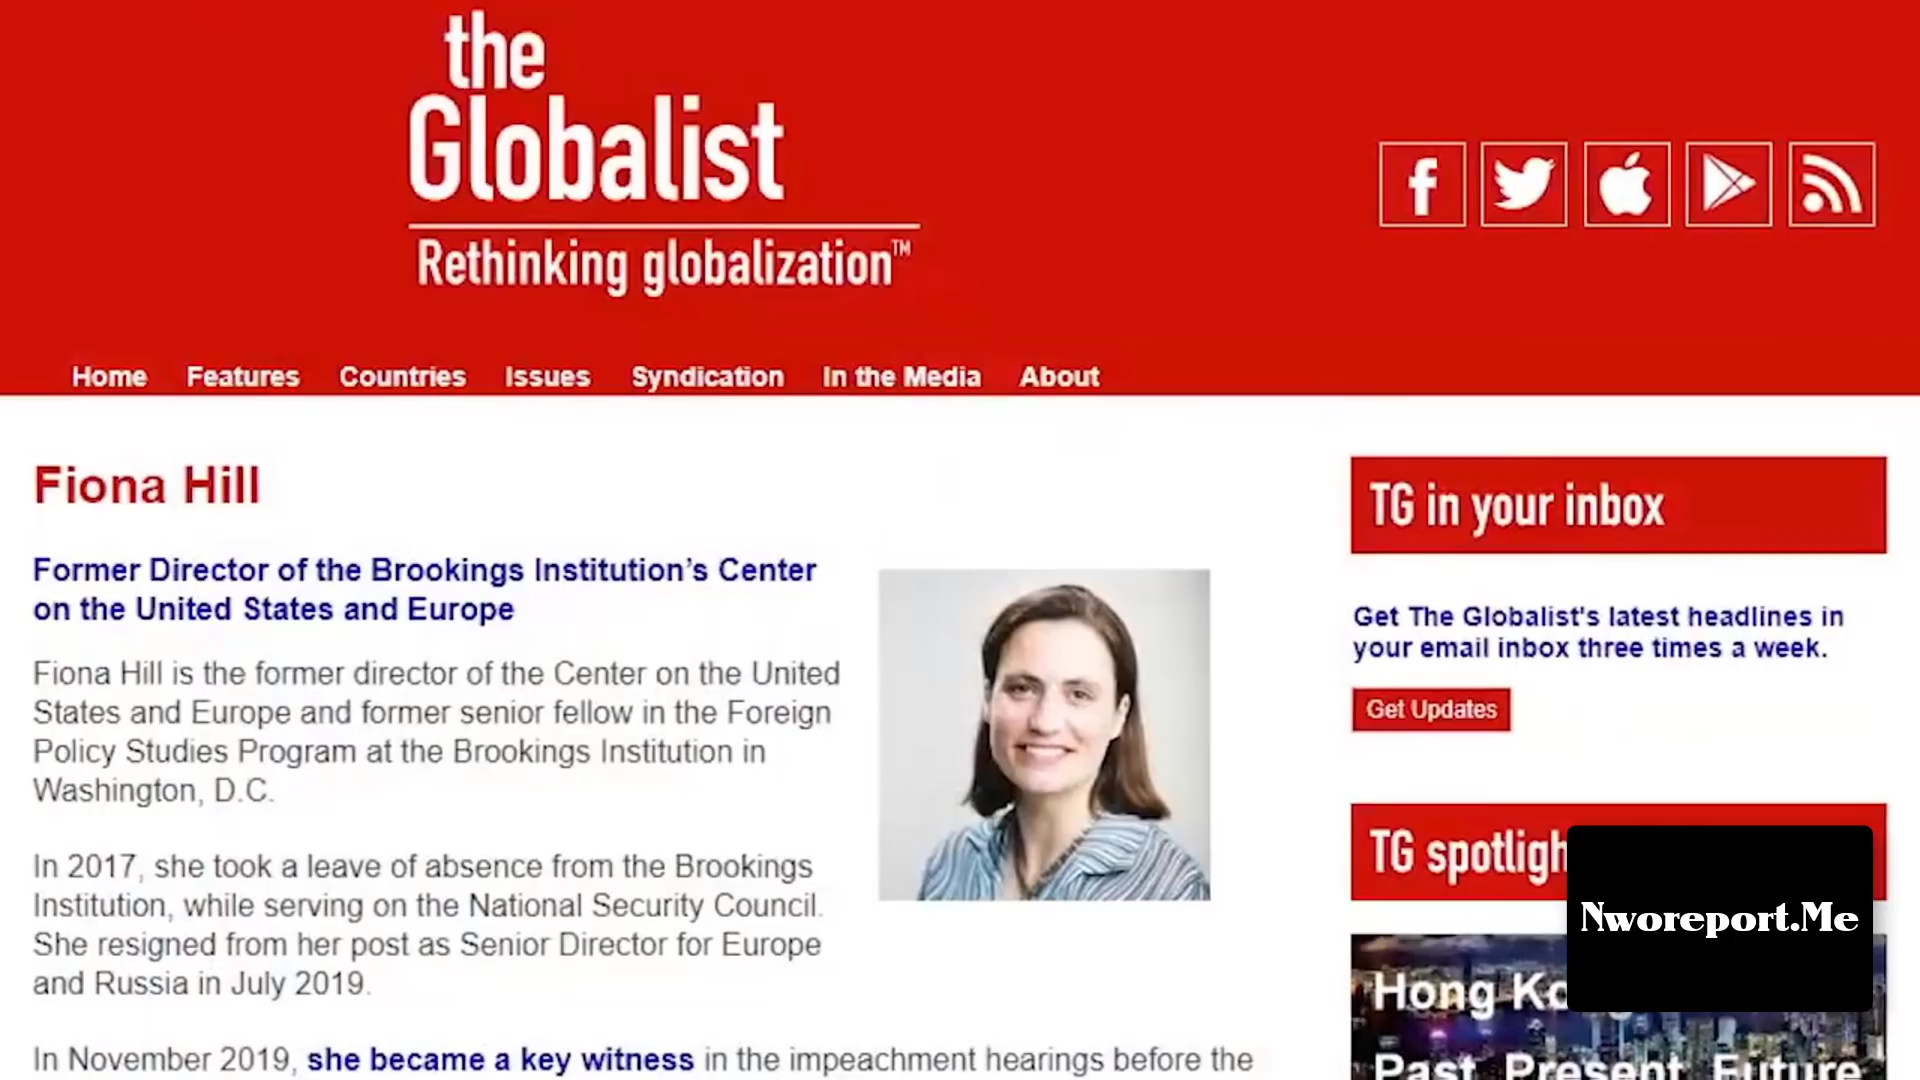 the
Globalist
Rethinking globalization™
Home Features Countries Issues Syndication In the Media About
Fiona Hill
Former Director of the Brookings Institution’s Center
on the United States and Europe
Fiona Hill is the former director of the Center on the United
States and Europe and former senior fellow in the Foreign
Policy Studies Program at the Brookings Institution in
Washington, D.C.
In 2017, she took a leave of absence from the Brookings
Institution, while serving on the National Security Council.
She resigned from her post as Senior Director for Europe
and Russia in July 2019.
In November 2019, she became a key witness in the impeachment hearings before the
TG in your inbox
Get The Globalist's latest headlines in
your email inbox three times a week.
Get Updates
TG
Nworeport.Me
Hong
Past, Present, Future